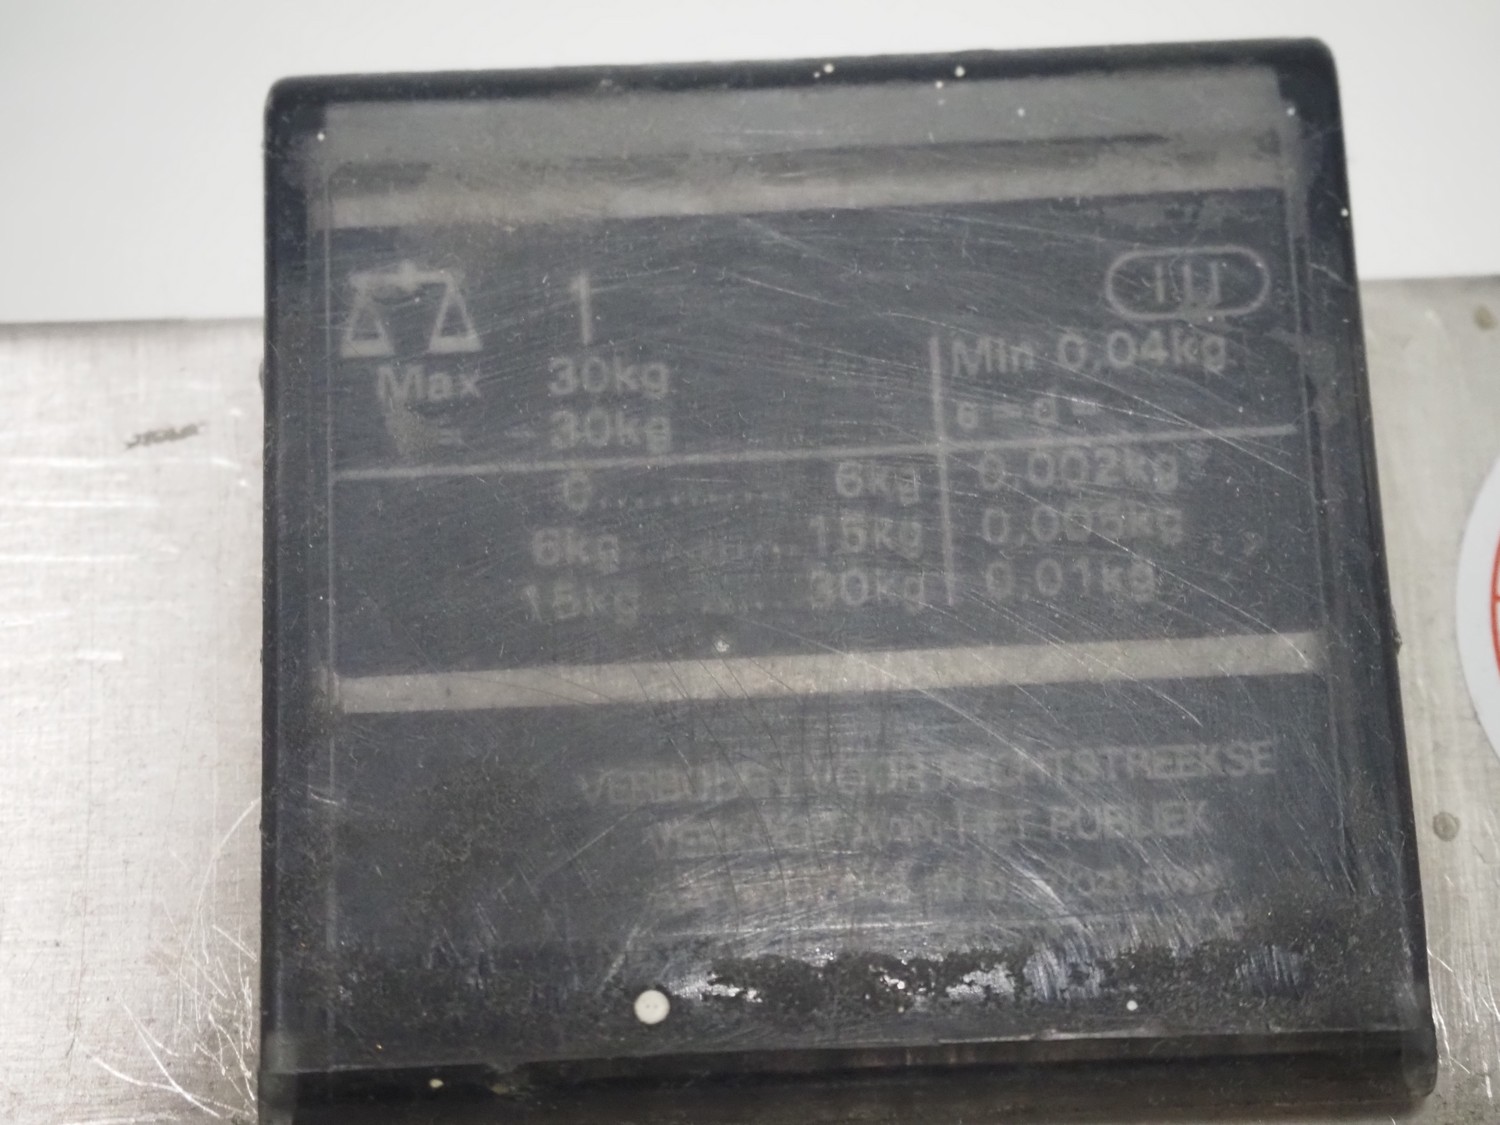 1
Max 30kg
= - 30kg
Min 0,04kg
e = d =
0 6kg 0,002kg
6kg 15kg 0,005kg
15kg 30kg 0,01kg
VERBODEN VOOR RECHTSTREEKSE
VERKOOP AAN HET PUBLIEK